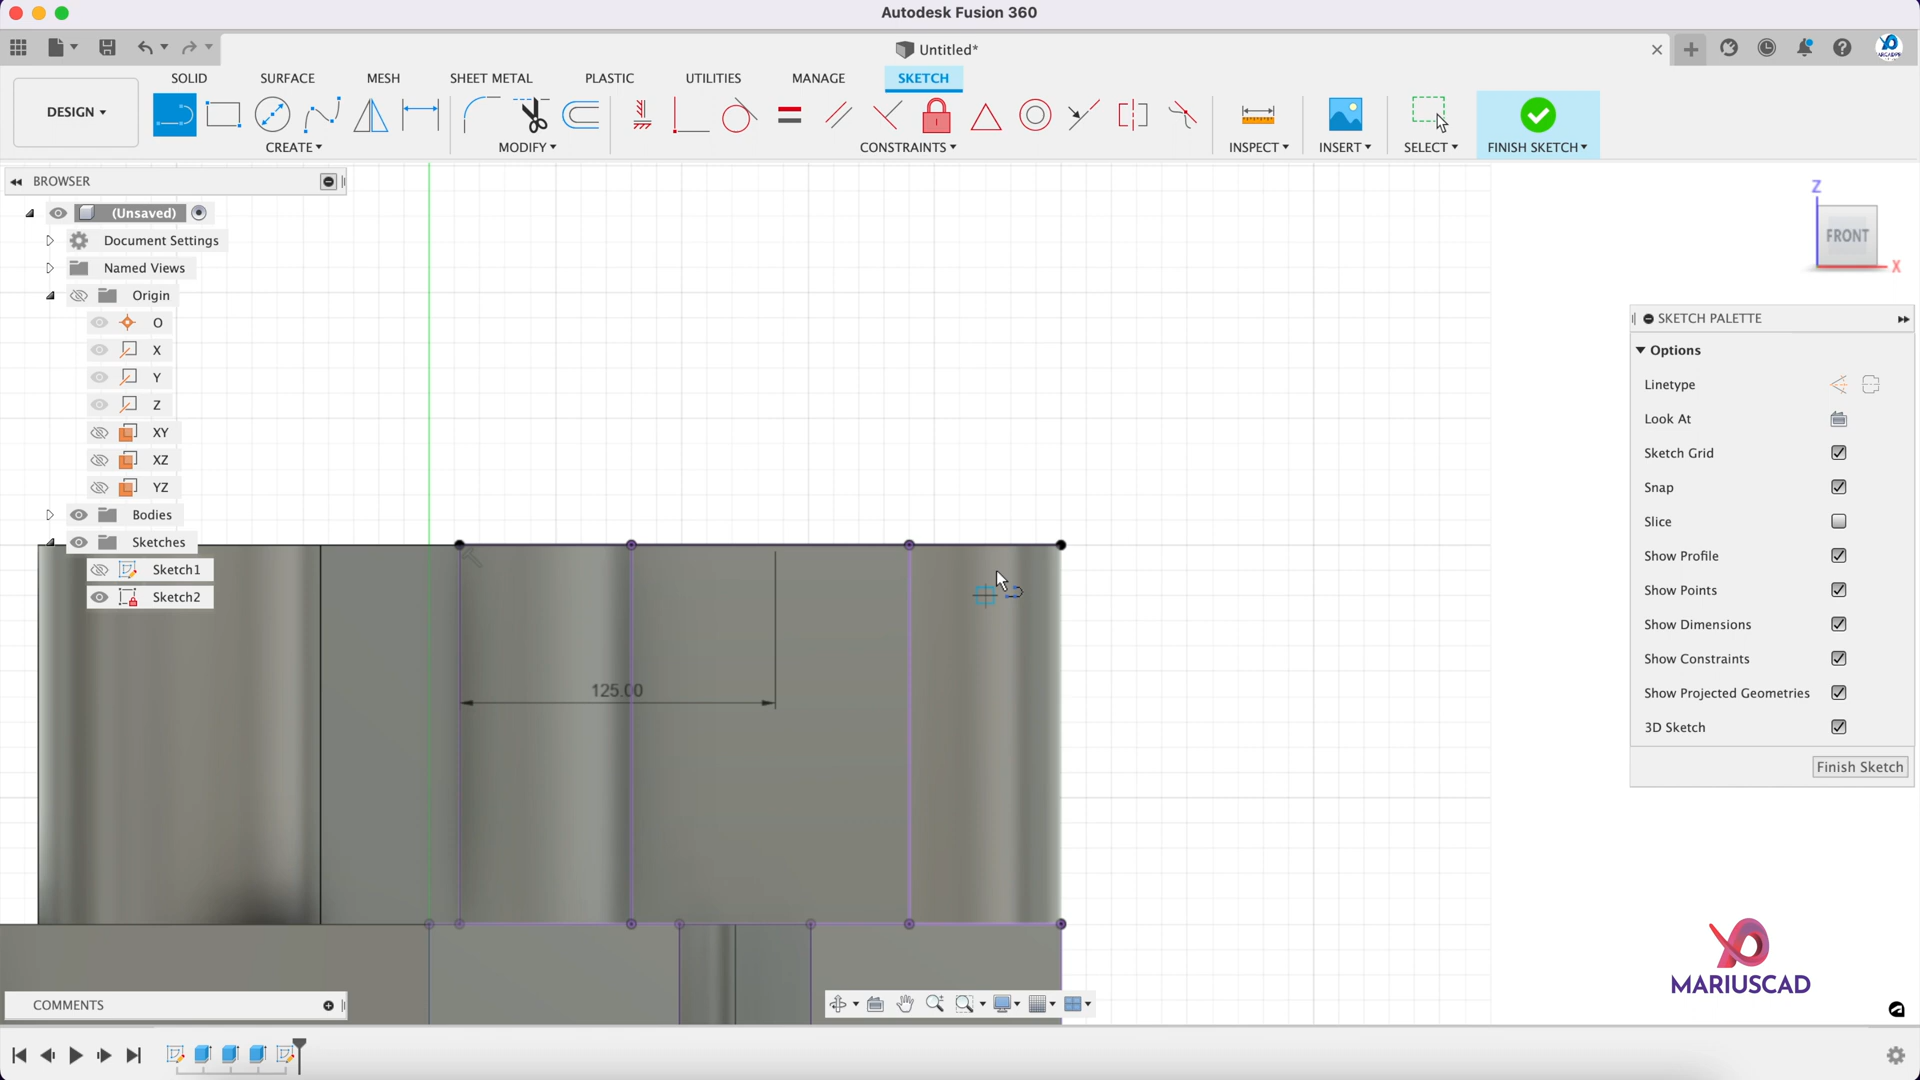 Autodesk Fusion 360
Untitled*
SOLID SURFACE MESH SHEET METAL PLASTIC UTILITIES MANAGE SKETCH
DESIGN
CREATE MODIFY CONSTRAINTS INSPECT INSERT SELECT FINISH SKETCH
BROWSER
(Unsaved)
Document Settings
Named Views
Origin
O
X
Y
Z
XY
XZ
YZ
Bodies
Sketches
Sketch1
Sketch2
125.00
Z
FRONT
X
SKETCH PALETTE
Options
Linetype
Look At
Sketch Grid
Snap
Slice
Show Profile
Show Points
Show Dimensions
Show Constraints
Show Projected Geometries
3D Sketch
Finish Sketch
MARIUSCAD
COMMENTS